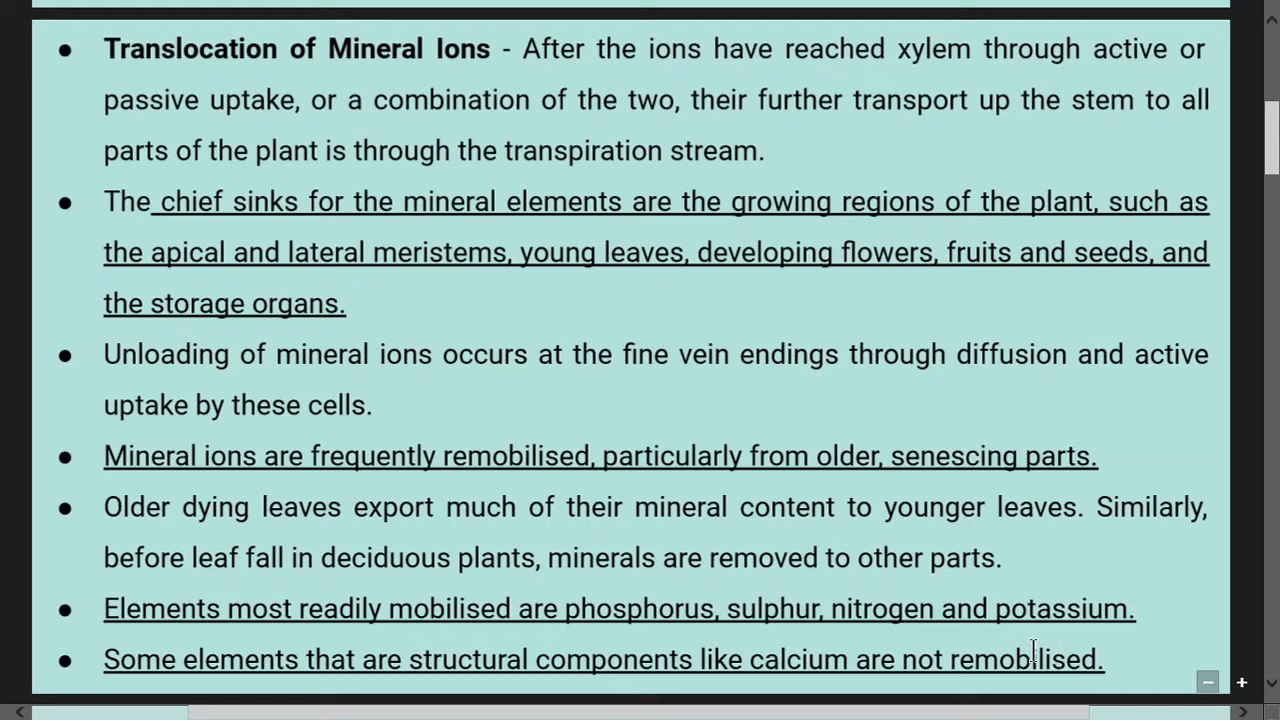 ● Translocation of Mineral Ions - After the ions have reached xylem through active or
passive uptake, or a combination of the two, their further transport up the stem to all
parts of the plant is through the transpiration stream.
● The chief sinks for the mineral elements are the growing regions of the plant, such as
the apical and lateral meristems, young leaves, developing flowers, fruits and seeds, and
the storage organs.
● Unloading of mineral ions occurs at the fine vein endings through diffusion and active
uptake by these cells.
● Mineral ions are frequently remobilised, particularly from older, senescing parts.
● Older dying leaves export much of their mineral content to younger leaves. Similarly,
before leaf fall in deciduous plants, minerals are removed to other parts.
● Elements most readily mobilised are phosphorus, sulphur, nitrogen and potassium.
● Some elements that are structural components like calcium are not remobilised.